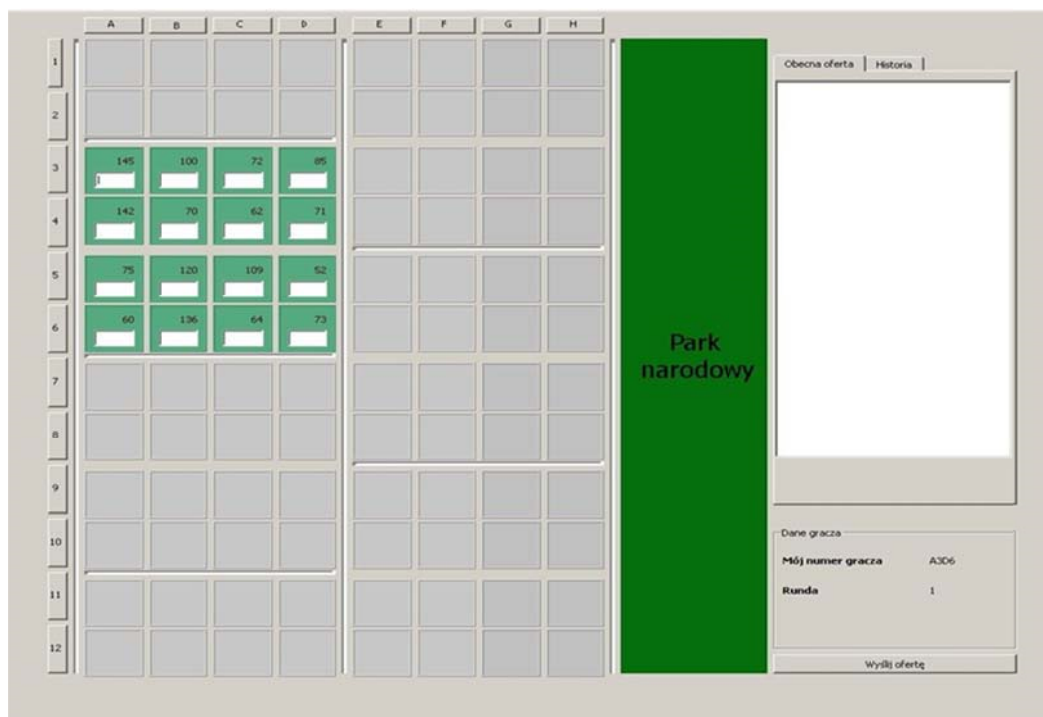 A B C D E F G H
1
2
3
4
5
6
7
8
9
10
11
12
145 100 72 85
142 70 62 71
75 120 109 52
60 136 64 73
Park
narodowy
Obecna oferta Historia
Dane gracza
Mój numer gracza A3D6
Runda 1
Wyślij ofertę